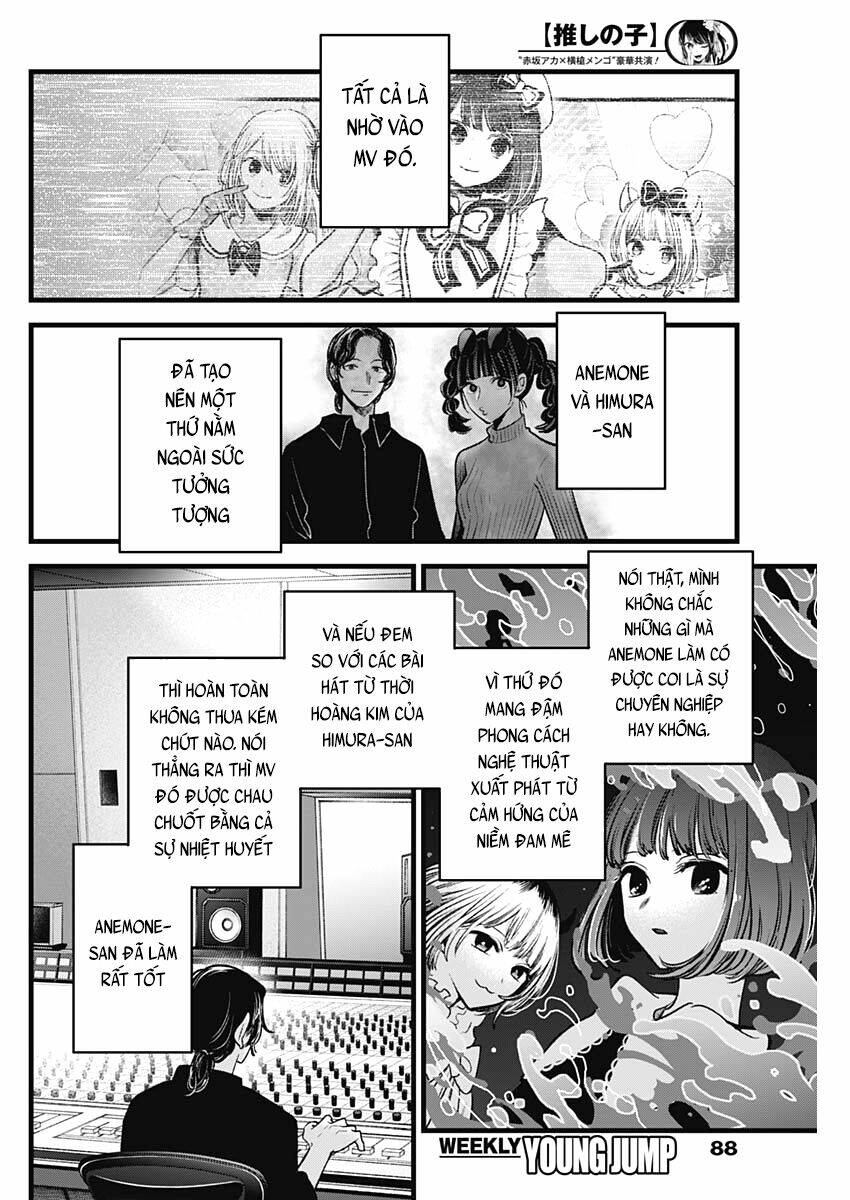 【推しの子】
"赤坂アカ×横槍メンゴ"豪華共演!
TẤT CẢ LÀ
NHỜ VÀO
MV ĐÓ.
ANEMONE
VÀ HIMURA
-SAN
ĐÃ TẠO
NÊN MỘT
THỨ NẰM
NGOÀI SỨC
TƯỞNG
TƯỢNG
NÓI THẬT, MÌNH
KHÔNG CHẮC
NHỮNG GÌ MÀ
ANEMONE LÀM CÓ
ĐƯỢC COI LÀ SỰ
CHUYÊN NGHIỆP
HAY KHÔNG.
VÌ THỨ ĐÓ
MANG ĐẬM
PHONG CÁCH
NGHỆ THUẬT
XUẤT PHÁT TỪ
CẢM HỨNG CỦA
NIỀM ĐAM MÊ
VÀ NẾU ĐEM
SO VỚI CÁC BÀI
HÁT TỪ THỜI
HOÀNG KIM CỦA
HIMURA-SAN
THÌ HOÀN TOÀN
KHÔNG THUA KÉM
CHÚT NÀO. NÓI
THẲNG RA THÌ MV
ĐÓ ĐƯỢC CHAU
CHUỐT BẰNG CẢ
SỰ NHIỆT HUYẾT
ANEMONE-
SAN ĐÃ LÀM
RẤT TỐT
WEEKLY YOUNG JUMP 88